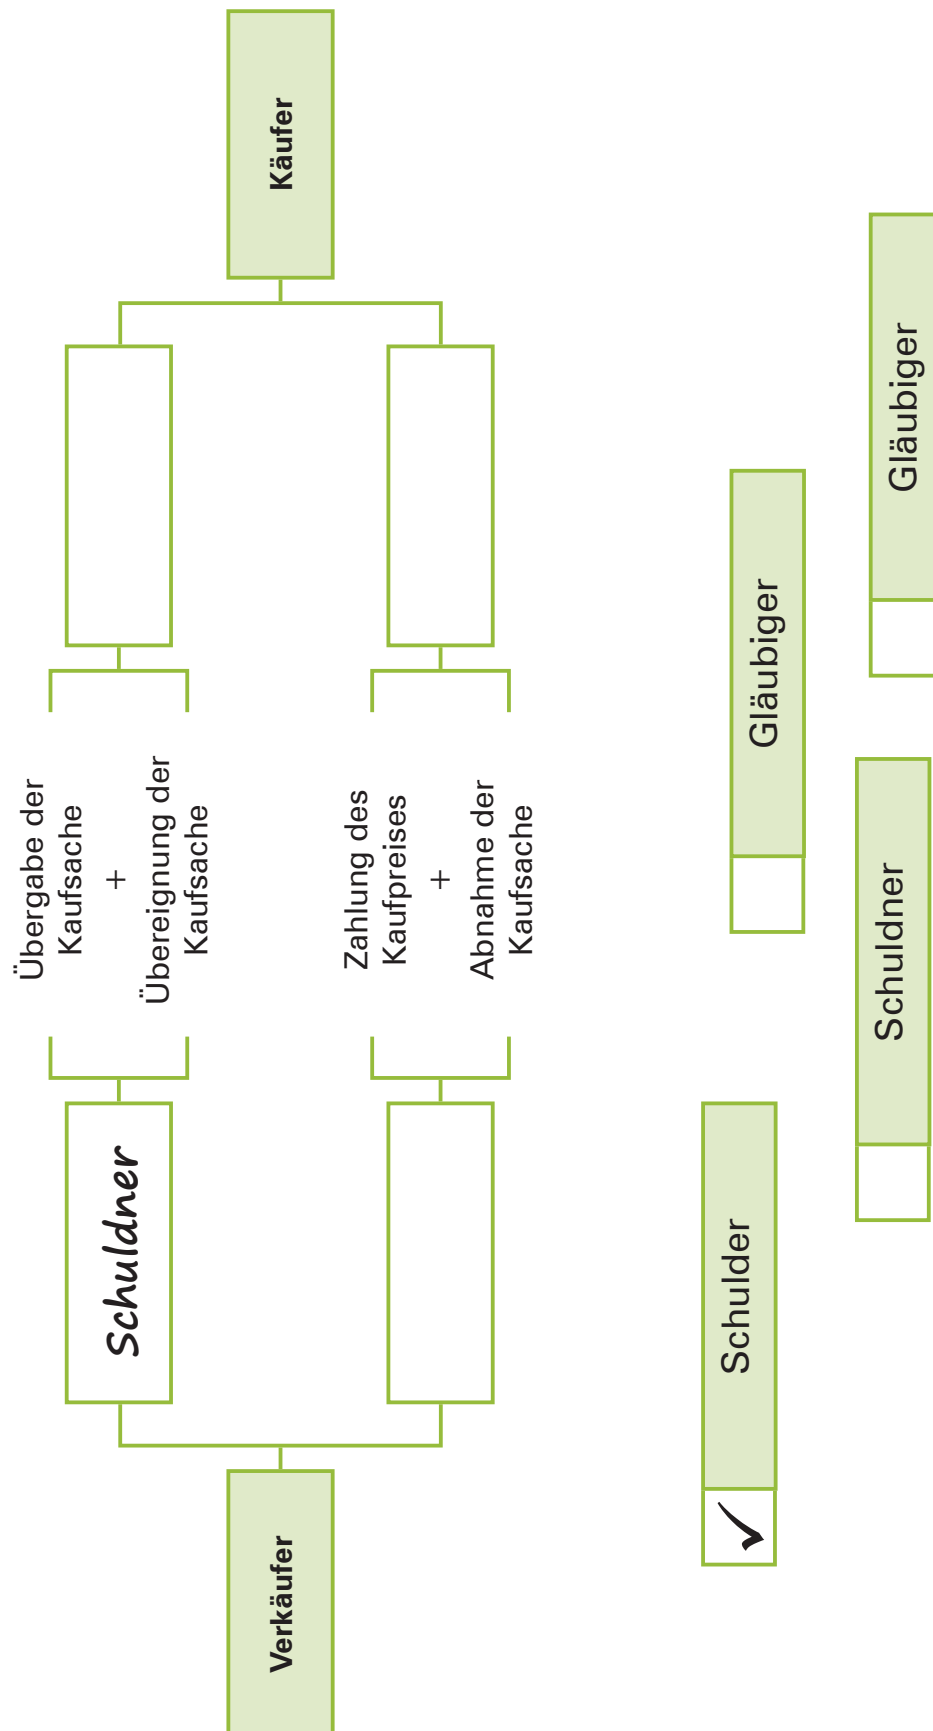 Verkäufer
Schuldner
Übergabe der
Kaufsache
+
Übereignung der
Kaufsache
Zahlung des
Kaufpreises
+
Abnahme der
Kaufsache
Käufer
Schulder
Gläubiger
Schuldner
Gläubiger